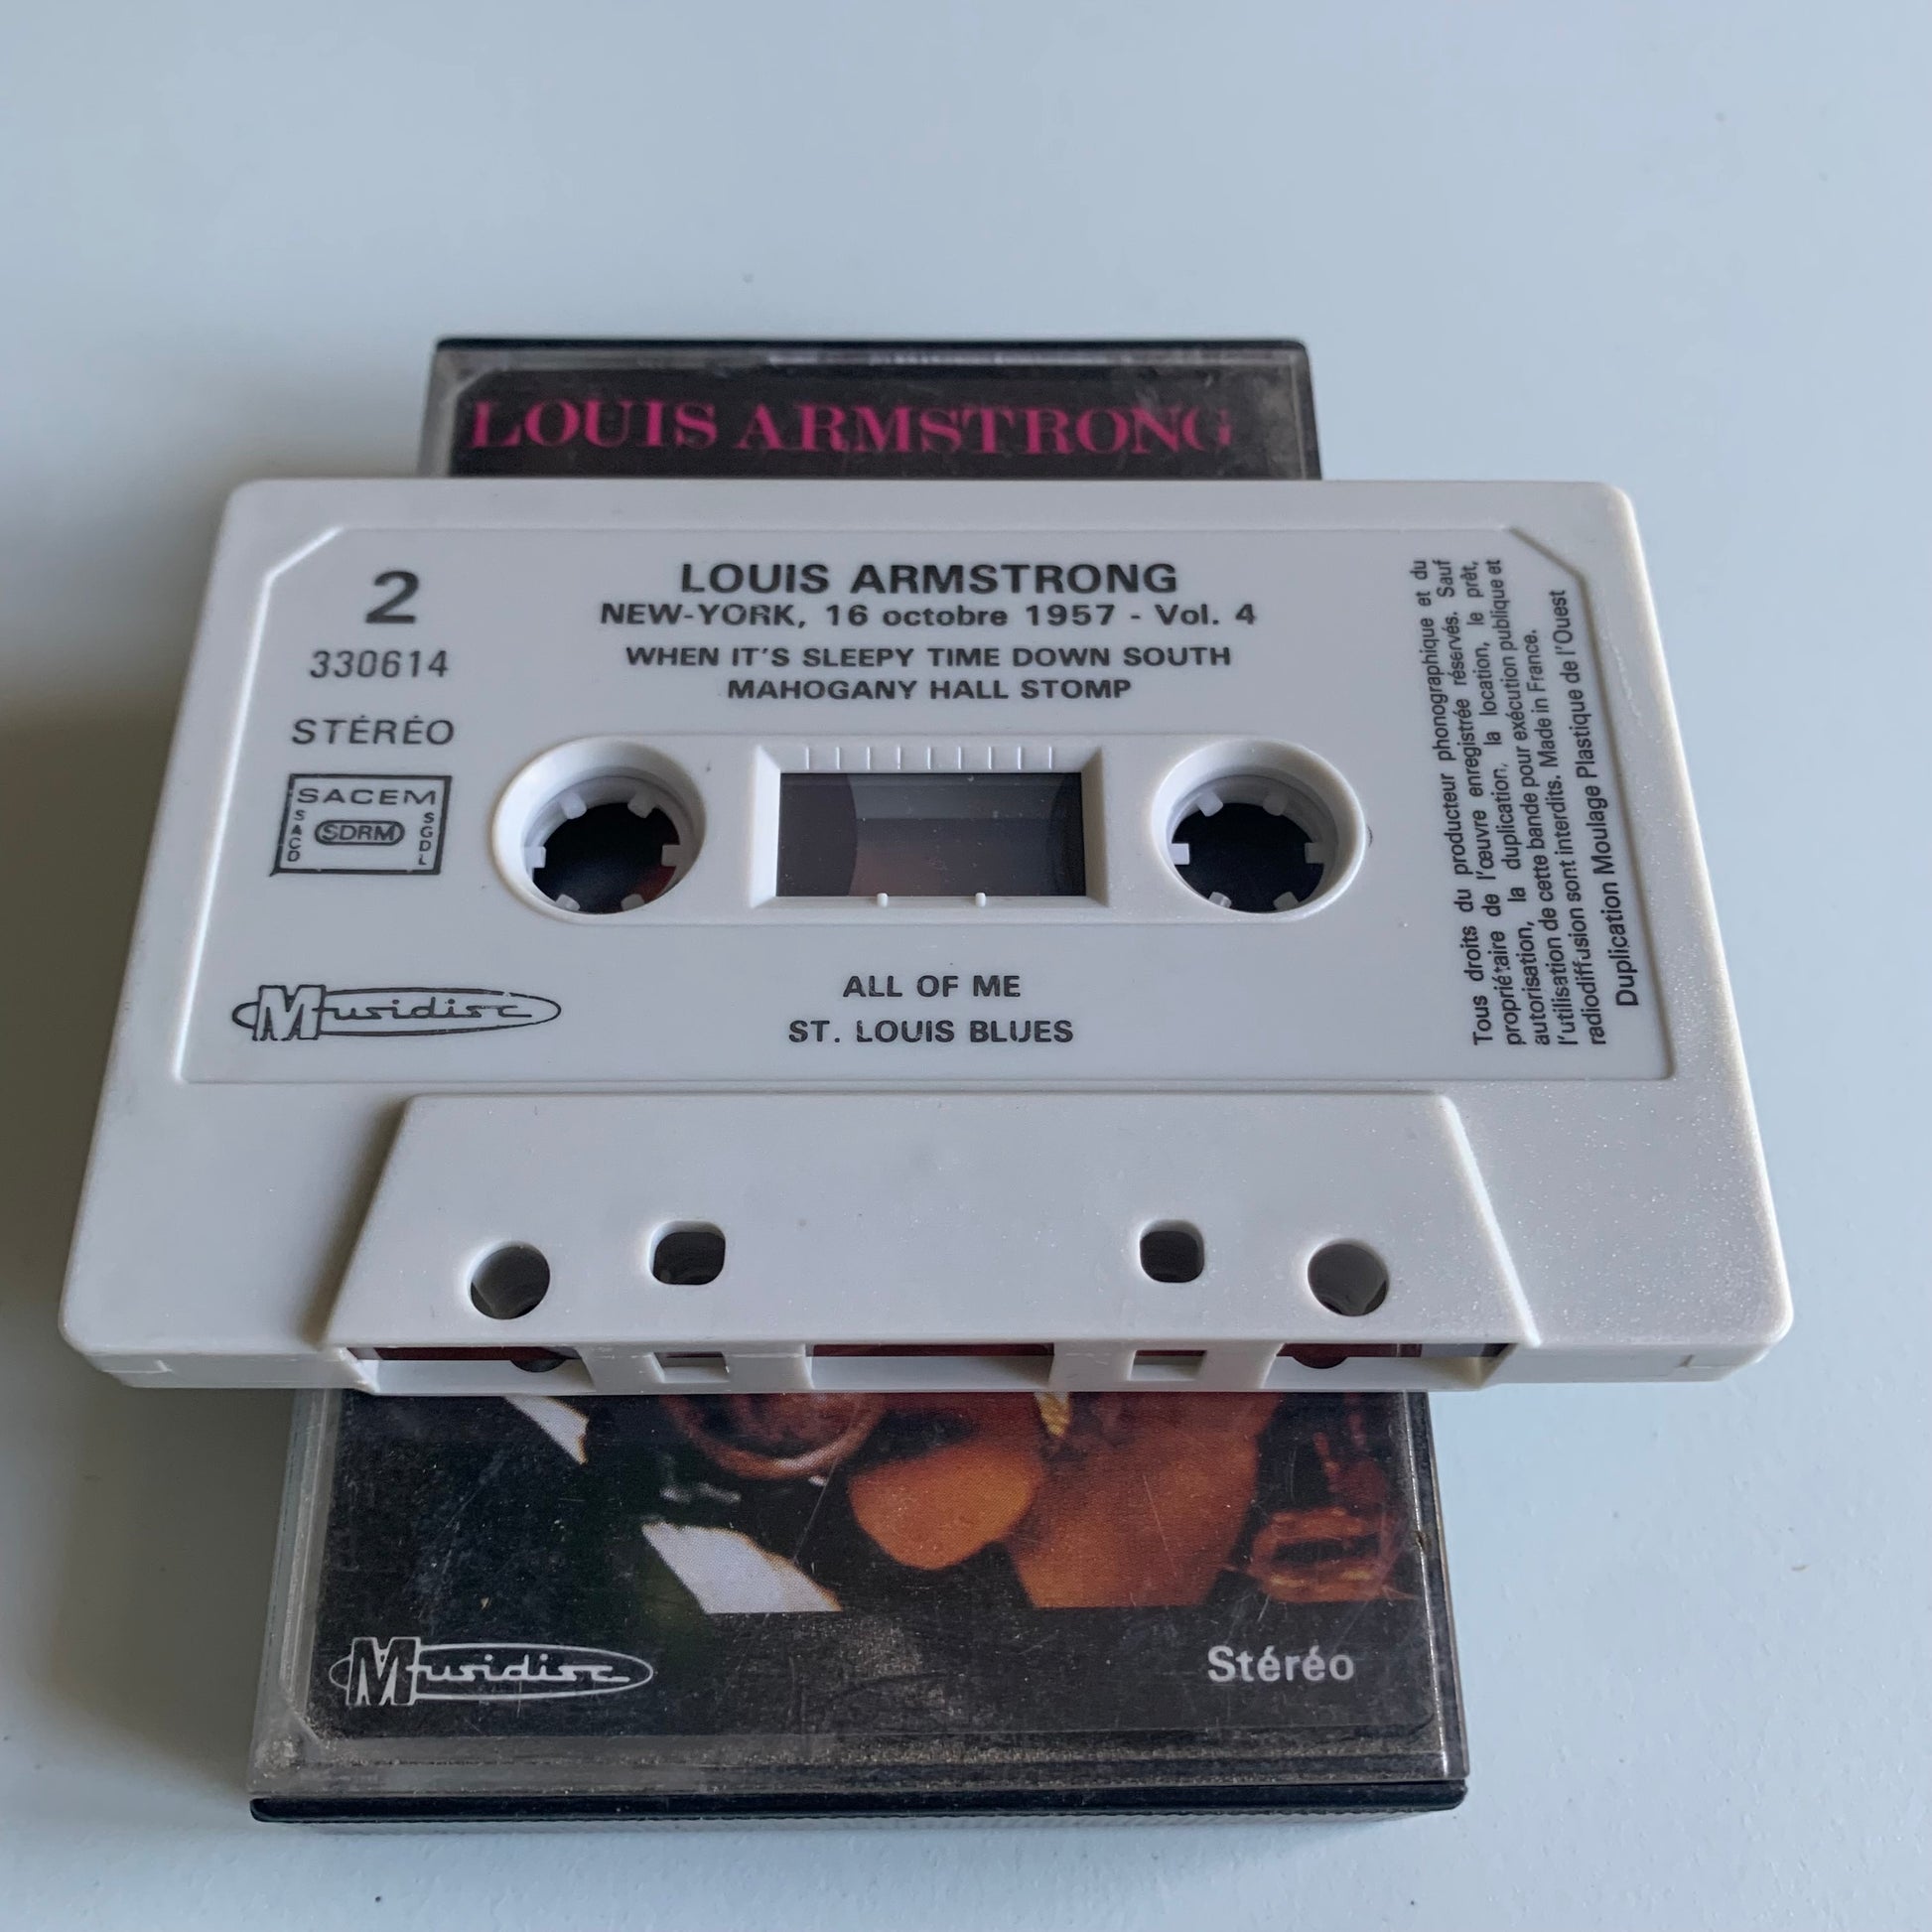 LOUIS ARMSTRONG
2
330614
STÉRÉO
SACEM
SACD
SDRM
SGDL
Musidisc
LOUIS ARMSTRONG
NEW-YORK, 16 octobre 1957 - Vol. 4
WHEN IT'S SLEEPY TIME DOWN SOUTH
MAHOGANY HALL STOMP
ALL OF ME
ST. LOUIS BLUES
Tous droits du producteur phonographique et du
propriétaire de l'œuvre enregistrée réservés. Sauf
autorisation, la duplication, la location, le prêt,
l'utilisation de cette bande pour exécution publique et
radiodiffusion sont interdits. Made in France.
Duplication Moulage Plastique de l'Ouest
Musidisc
Stéréo